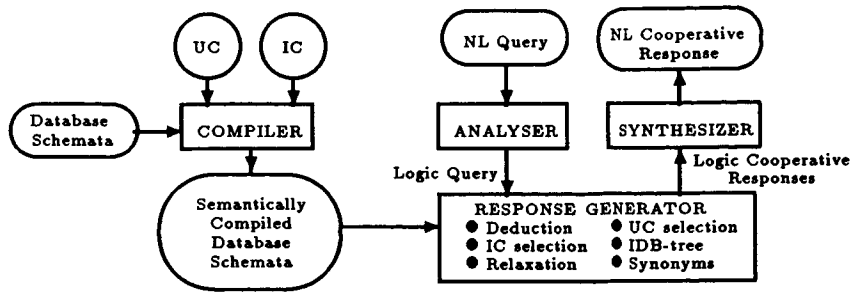 UC
IC
NL Query
NL Cooperative
Response
Database
Schemata
COMPILER
ANALYSER
SYNTHESIZER
Logic Query
Logic Cooperative
Responses
Semantically
Compiled
Database
Schemata
RESPONSE GENERATOR
● Deduction
● UC selection
● IC selection
● IDB-tree
● Relaxation
● Synonyms